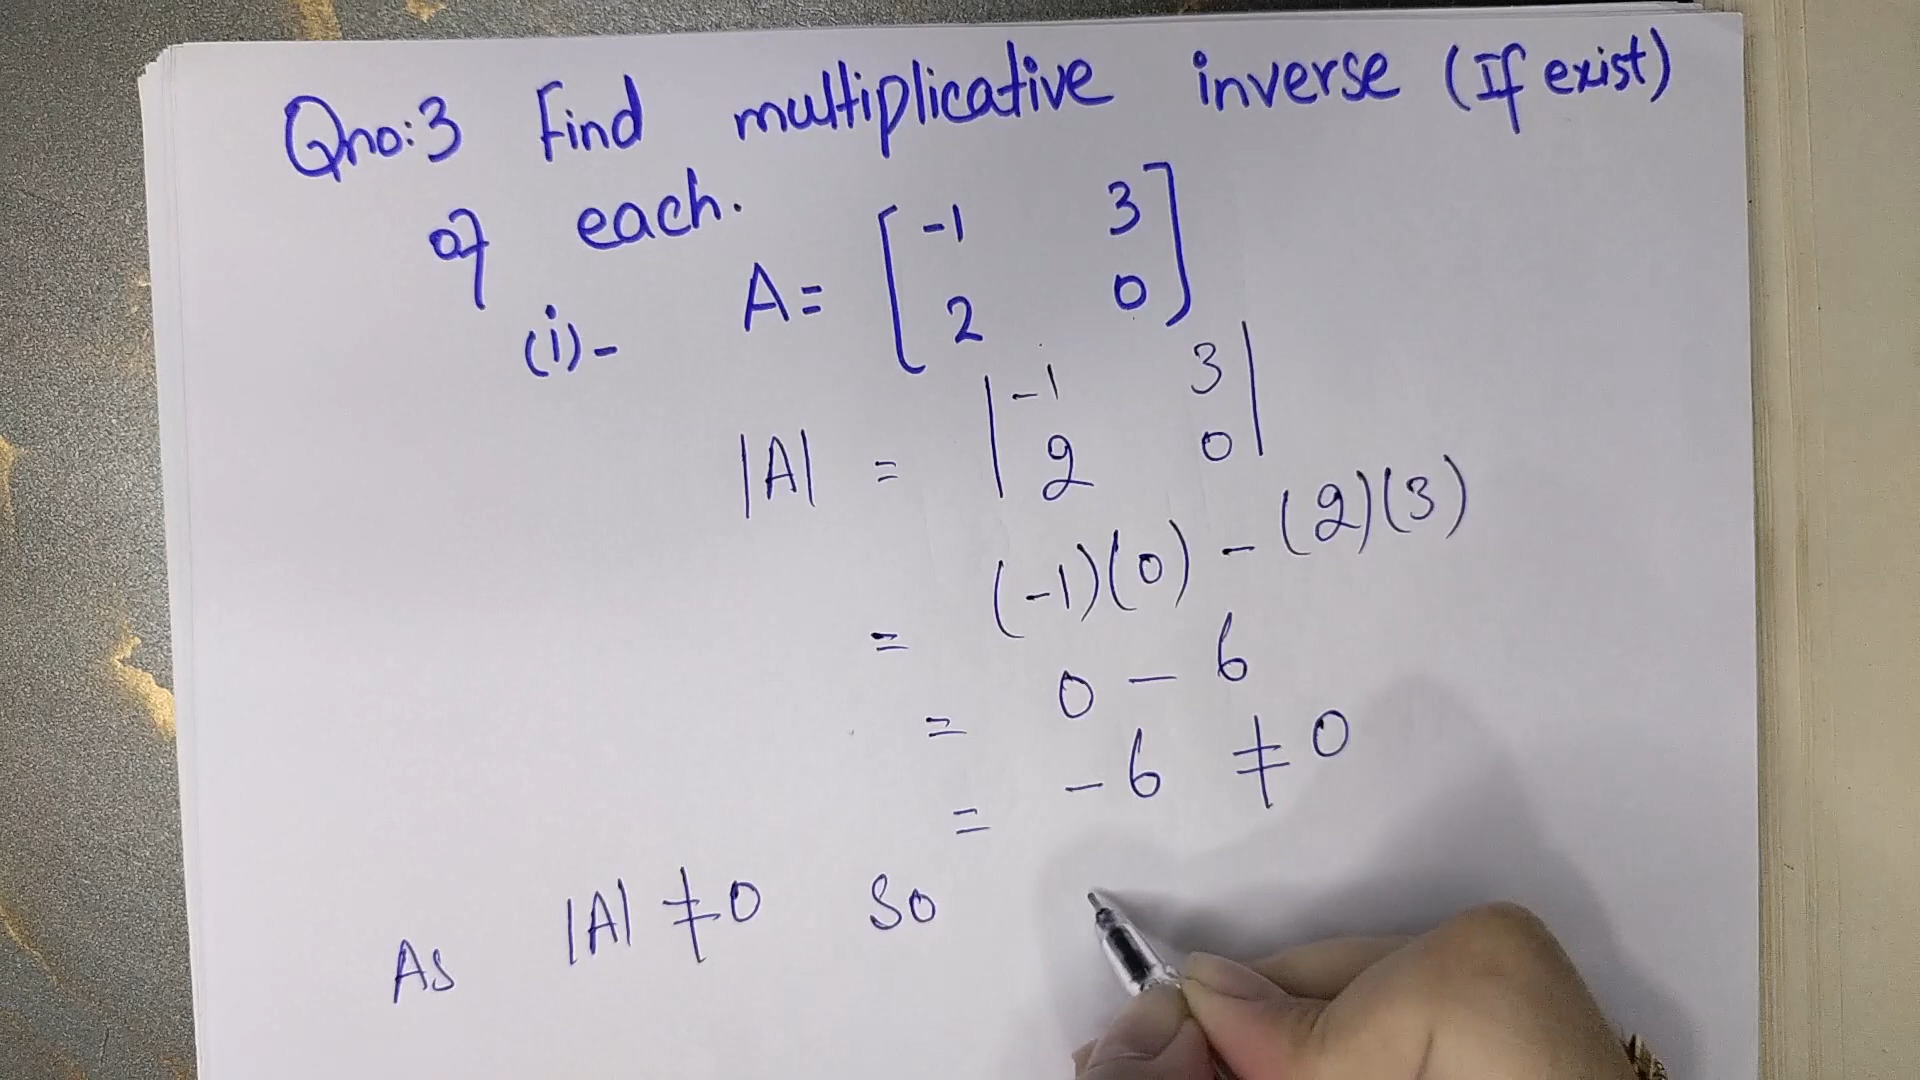 Qno:3 Find multiplicative inverse (If exist)
of each.
(i)- A = [ -1 3
2 0 ]
|A| = | -1 3
2 0 |
= (-1)(0) - (2)(3)
= 0 - 6
= - 6 ≠ 0
As |A| ≠ 0 So